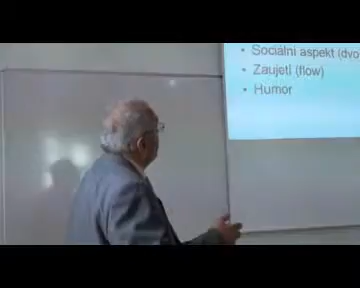 • Sociální aspekt (dvo
• Zaujetí (flow)
• Humor